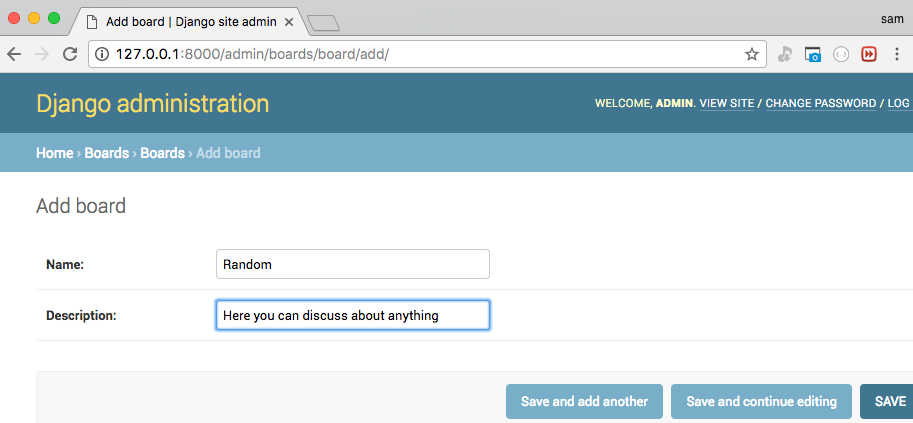 Add board | Django site admin
sam
127.0.0.1:8000/admin/boards/board/add/
Django administration
WELCOME, ADMIN. VIEW SITE / CHANGE PASSWORD / LOG
Home › Boards › Boards › Add board
Add board
Name: Random
Description: Here you can discuss about anything
Save and add another Save and continue editing SAVE